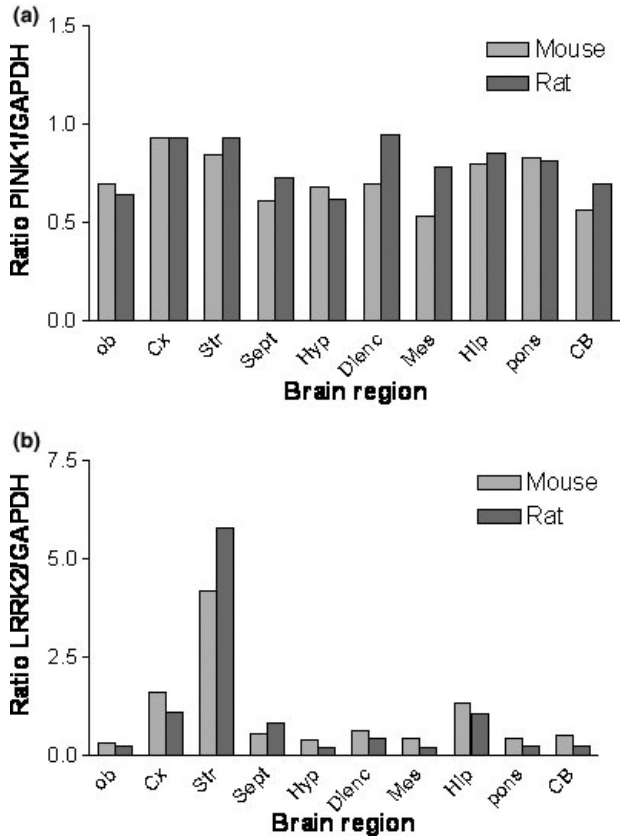 (a)
Ratio PINK1/GAPDH
1.5
1.0
0.5
0.0
Mouse
Rat
ob Cx Str Sept Hyp DIenc Mes HIp pons CB
Brain region
(b)
Ratio LRRK2/GAPDH
7.5
5.0
2.5
0.0
Mouse
Rat
ob Cx Str Sept Hyp DIenc Mes HIp pons CB
Brain region